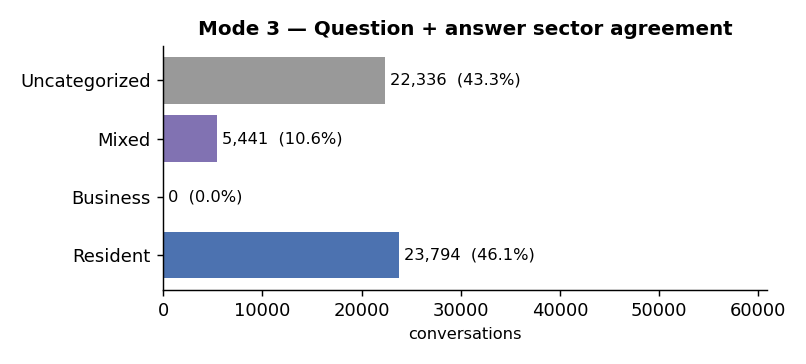 Mode 3 — Question + answer sector agreement
Uncategorized 22,336 (43.3%)
Mixed 5,441 (10.6%)
Business 0 (0.0%)
Resident 23,794 (46.1%)
0 10000 20000 30000 40000 50000 60000
conversations